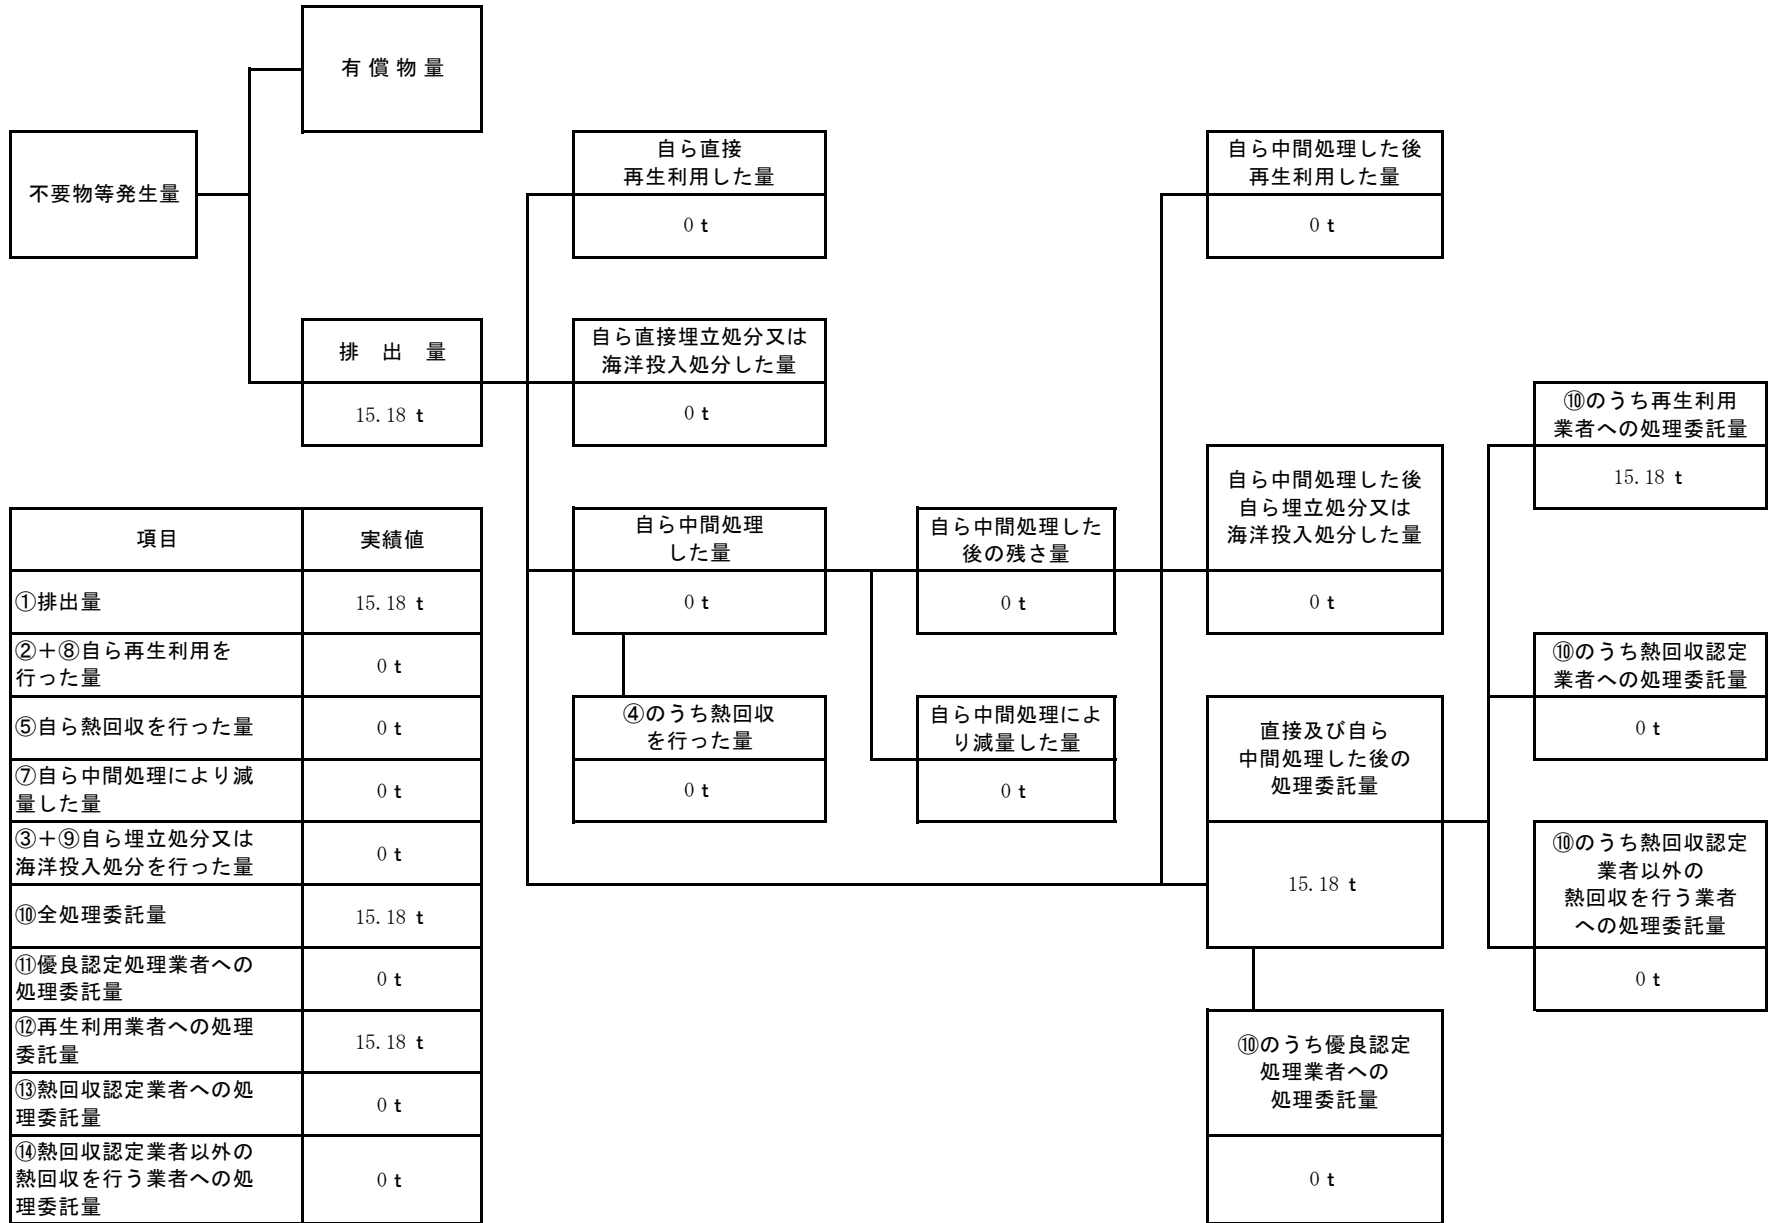 有 償 物 量
不要物等発生量
自ら直接
再生利用した量
0 t
自ら中間処理した後
再生利用した量
0 t
排 出 量
15.18 t
自ら直接埋立処分又は
海洋投入処分した量
0 t
⑩のうち再生利用
業者への処理委託量
15.18 t
自ら中間処理した後
自ら埋立処分又は
海洋投入処分した量
0 t
自ら中間処理
した量
0 t
自ら中間処理した
後の残さ量
0 t
④のうち熱回収
を行った量
0 t
自ら中間処理によ
り減量した量
0 t
直接及び自ら
中間処理した後の
処理委託量
15.18 t
⑩のうち熱回収認定
業者への処理委託量
0 t
⑩のうち熱回収認定
業者以外の
熱回収を行う業者
への処理委託量
0 t
⑩のうち優良認定
処理業者への
処理委託量
0 t
項目 実績値
①排出量 15.18 t
②+⑧自ら再生利用を
行った量
0 t
⑤自ら熱回収を行った量 0 t
⑦自ら中間処理により減
量した量
0 t
③+⑨自ら埋立処分又は
海洋投入処分を行った量
0 t
⑩全処理委託量 15.18 t
⑪優良認定処理業者への
処理委託量
0 t
⑫再生利用業者への処理
委託量
15.18 t
⑬熱回収認定業者への処
理委託量
0 t
⑭熱回収認定業者以外の
熱回収を行う業者への処
理委託量
0 t